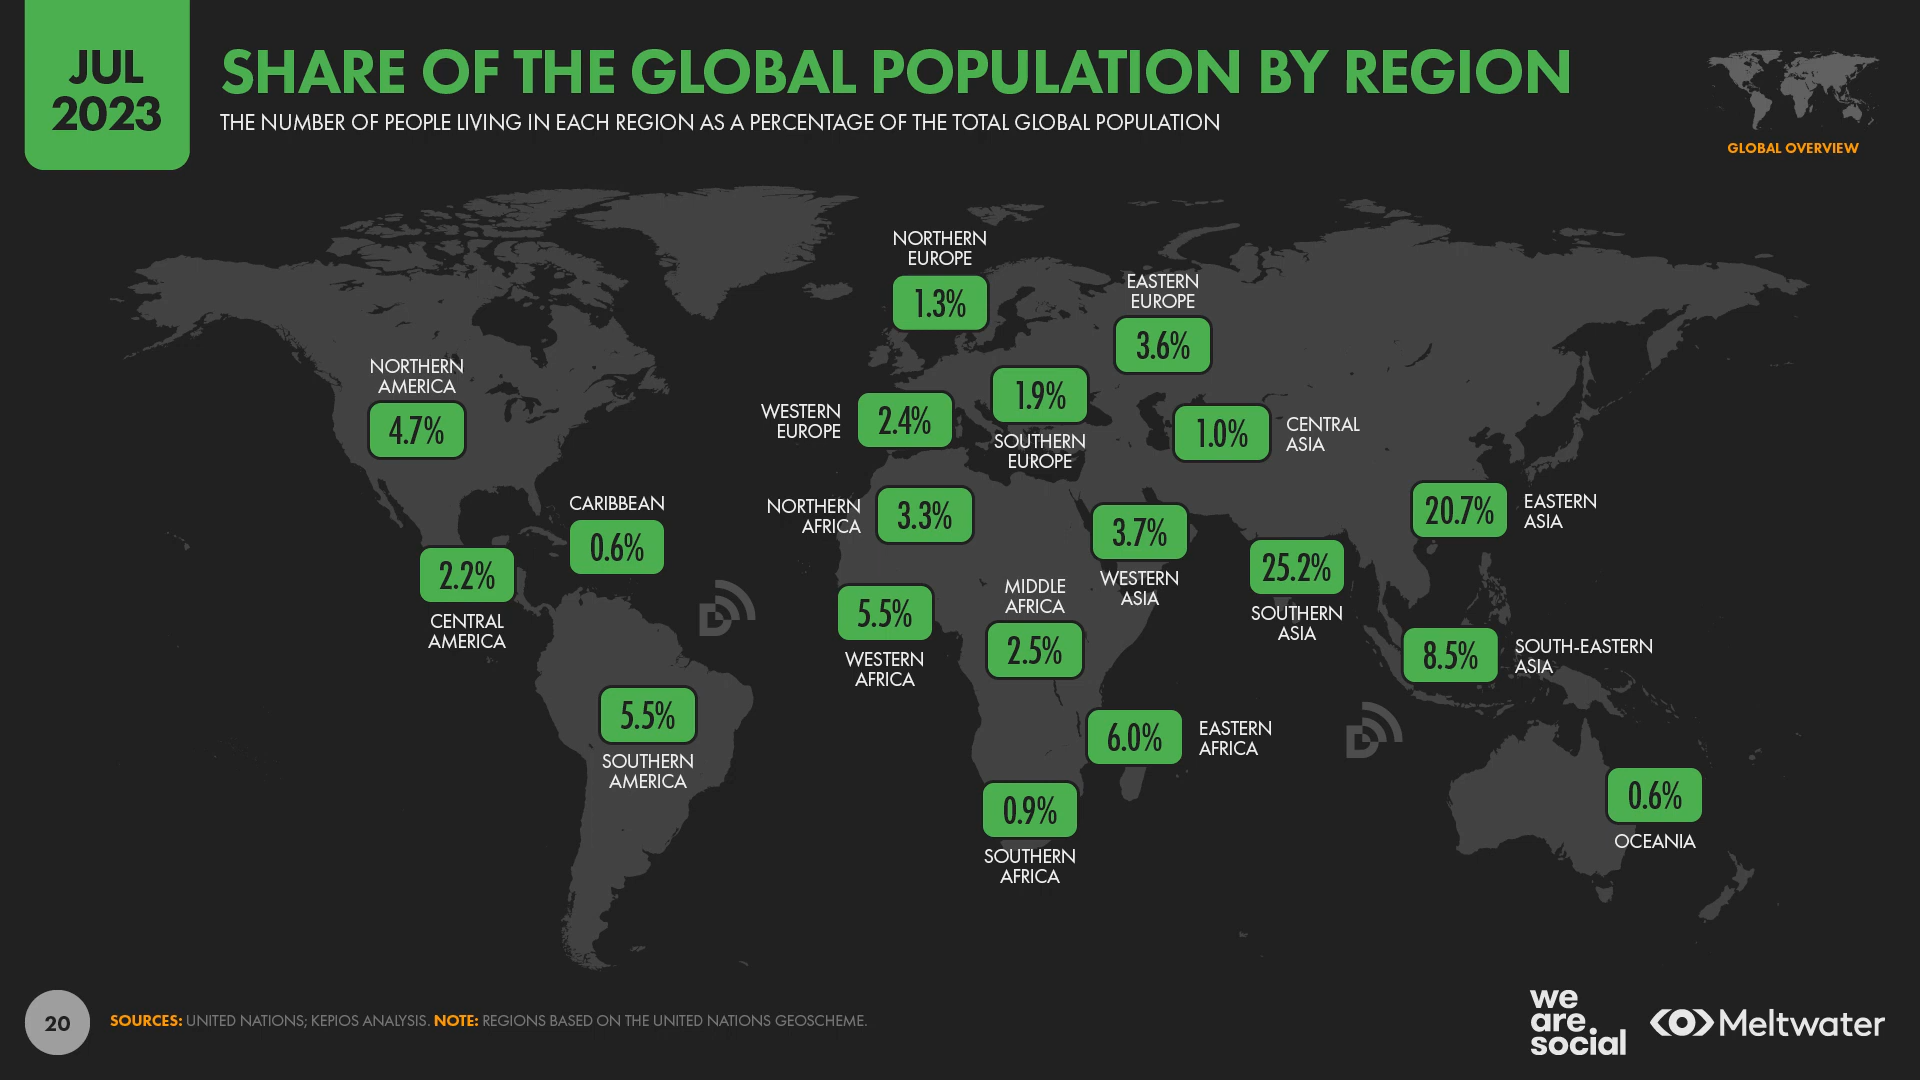 JUL
2023
SHARE OF THE GLOBAL POPULATION BY REGION
THE NUMBER OF PEOPLE LIVING IN EACH REGION AS A PERCENTAGE OF THE TOTAL GLOBAL POPULATION
GLOBAL OVERVIEW
NORTHERN
EUROPE
1.3%
EASTERN
EUROPE
3.6%
NORTHERN
AMERICA
4.7%
WESTERN
EUROPE
2.4%
1.9%
SOUTHERN
EUROPE
1.0%
CENTRAL
ASIA
CARIBBEAN
0.6%
NORTHERN
AFRICA
3.3%
3.7%
WESTERN
ASIA
20.7%
EASTERN
ASIA
2.2%
CENTRAL
AMERICA
25.2%
SOUTHERN
ASIA
5.5%
WESTERN
AFRICA
MIDDLE
AFRICA
2.5%
8.5%
SOUTH-EASTERN
ASIA
5.5%
SOUTHERN
AMERICA
6.0%
EASTERN
AFRICA
0.9%
SOUTHERN
AFRICA
0.6%
OCEANIA
20
SOURCES: UNITED NATIONS; KEPIOS ANALYSIS. NOTE: REGIONS BASED ON THE UNITED NATIONS GEOSCHEME.
we
are
social
Meltwater